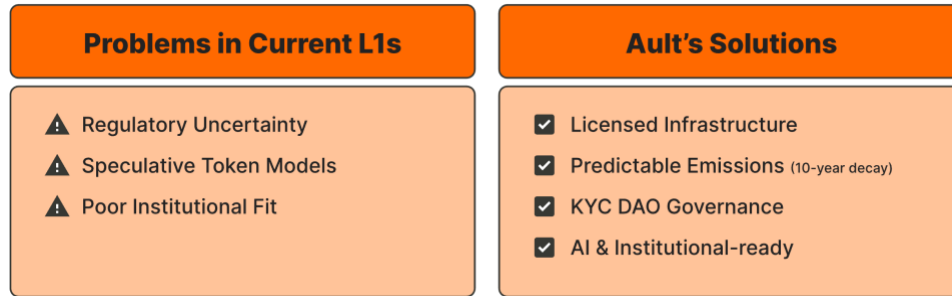 Problems in Current L1s
Regulatory Uncertainty
Speculative Token Models
Poor Institutional Fit
Ault’s Solutions
Licensed Infrastructure
Predictable Emissions (10-year decay)
KYC DAO Governance
AI & Institutional-ready